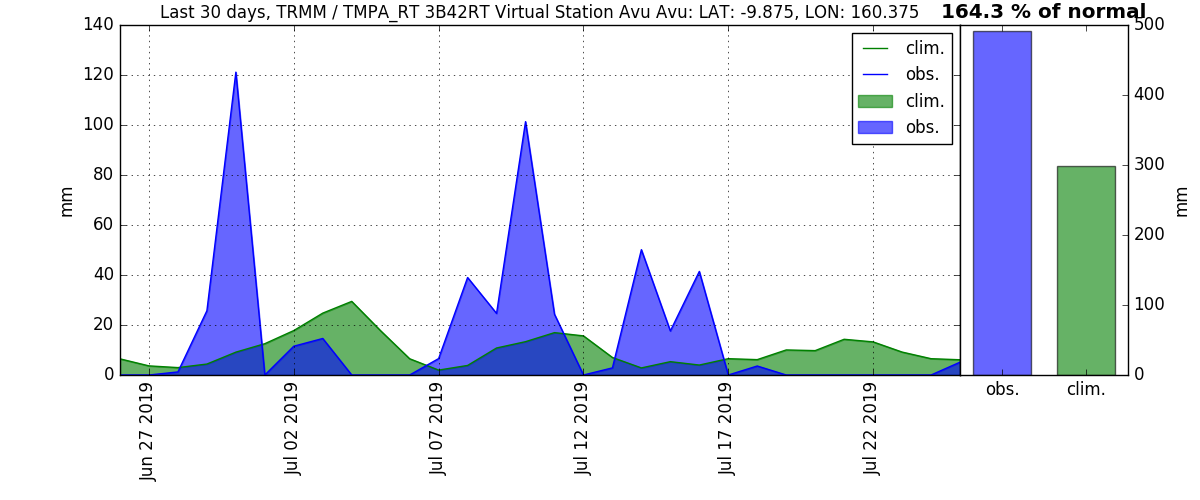 Last 30 days, TRMM / TMPA_RT 3B42RT Virtual Station Avu Avu: LAT: -9.875, LON: 160.375
164.3 % of normal
140
120
100
80
60
40
20
0
mm
clim.
obs.
clim.
obs.
500
400
300
200
100
0
mm
Jun 27 2019
Jul 02 2019
Jul 07 2019
Jul 12 2019
Jul 17 2019
Jul 22 2019
obs.
clim.